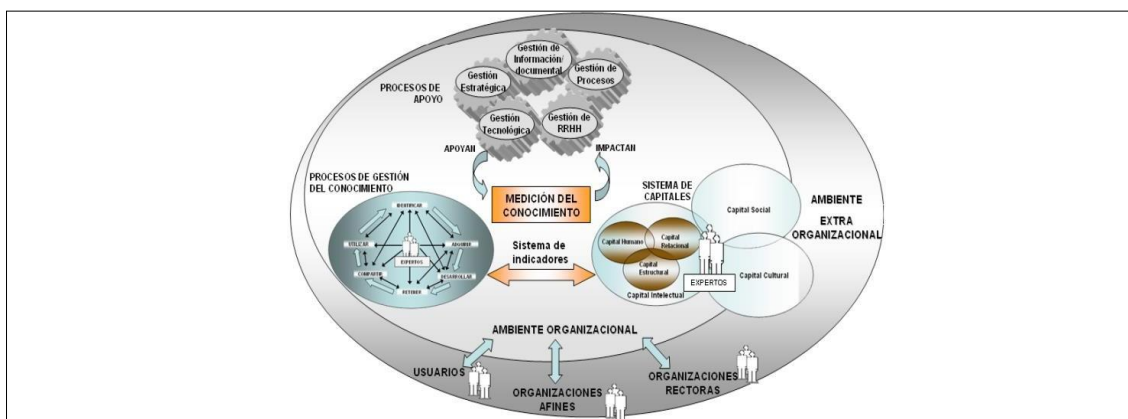 Gestión de
Información/
documental
Gestión de
Procesos
Gestión
Estratégica
PROCESOS DE
APOYO
Gestión
Tecnológica
Gestión de
RRHH
APOYAN
IMPACTAN
PROCESOS DE GESTIÓN
DEL CONOCIMIENTO
MEDICIÓN DEL
CONOCIMIENTO
SISTEMA DE
CAPITALES
Capital Social
AMBIENTE
EXTRA
ORGANIZACIONAL
IDENTIFICAR
UTILIZAR
ADQUIRIR
EXPERTOS
COMPARTIR
DESARROLLAR
RETENER
Sistema de
indicadores
Capital Humano
Capital
Relacional
Capital
Estructural
Capital Intelectual
EXPERTOS
Capital Cultural
AMBIENTE ORGANIZACIONAL
USUARIOS
ORGANIZACIONES
AFINES
ORGANIZACIONES
RECTORAS